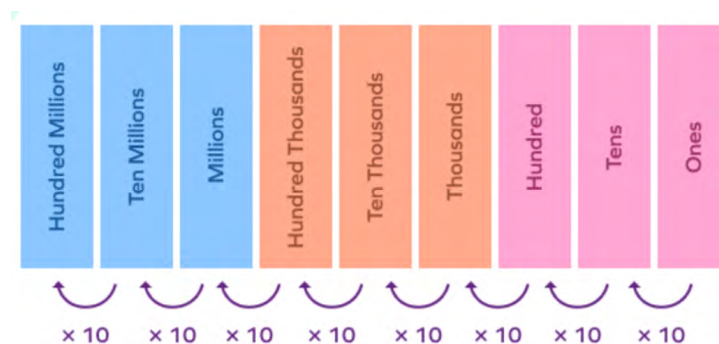 Hundred Millions
Ten Millions
Millions
Hundred Thousands
Ten Thousands
Thousands
Hundred
Tens
Ones
× 10 × 10 × 10 × 10 × 10 × 10 × 10 × 10